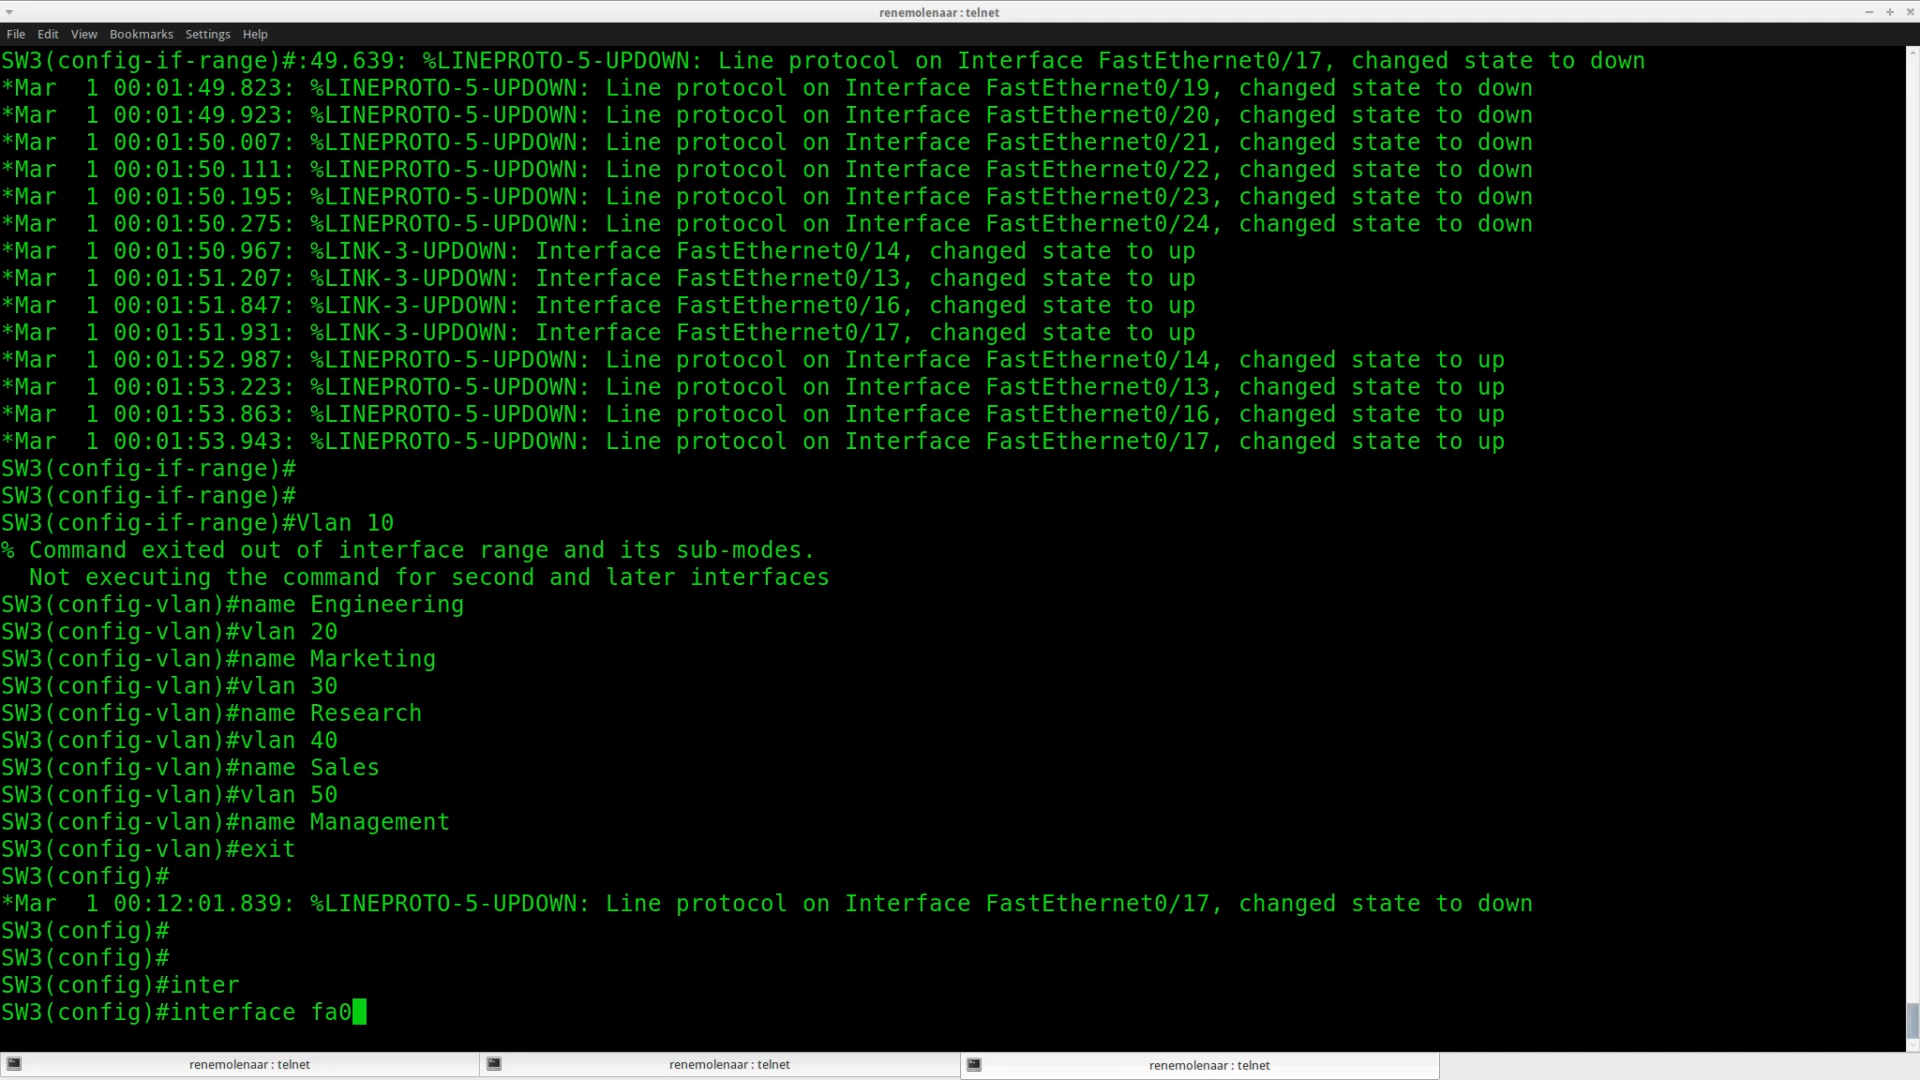 renemolenaar : telnet
File Edit View Bookmarks Settings Help
SW3(config-if-range)#:49.639: %LINEPROTO-5-UPDOWN: Line protocol on Interface FastEthernet0/17, changed state to down
*Mar  1 00:01:49.823: %LINEPROTO-5-UPDOWN: Line protocol on Interface FastEthernet0/19, changed state to down
*Mar  1 00:01:49.923: %LINEPROTO-5-UPDOWN: Line protocol on Interface FastEthernet0/20, changed state to down
*Mar  1 00:01:50.007: %LINEPROTO-5-UPDOWN: Line protocol on Interface FastEthernet0/21, changed state to down
*Mar  1 00:01:50.111: %LINEPROTO-5-UPDOWN: Line protocol on Interface FastEthernet0/22, changed state to down
*Mar  1 00:01:50.195: %LINEPROTO-5-UPDOWN: Line protocol on Interface FastEthernet0/23, changed state to down
*Mar  1 00:01:50.275: %LINEPROTO-5-UPDOWN: Line protocol on Interface FastEthernet0/24, changed state to down
*Mar  1 00:01:50.967: %LINK-3-UPDOWN: Interface FastEthernet0/14, changed state to up
*Mar  1 00:01:51.207: %LINK-3-UPDOWN: Interface FastEthernet0/13, changed state to up
*Mar  1 00:01:51.847: %LINK-3-UPDOWN: Interface FastEthernet0/16, changed state to up
*Mar  1 00:01:51.931: %LINK-3-UPDOWN: Interface FastEthernet0/17, changed state to up
*Mar  1 00:01:52.987: %LINEPROTO-5-UPDOWN: Line protocol on Interface FastEthernet0/14, changed state to up
*Mar  1 00:01:53.223: %LINEPROTO-5-UPDOWN: Line protocol on Interface FastEthernet0/13, changed state to up
*Mar  1 00:01:53.863: %LINEPROTO-5-UPDOWN: Line protocol on Interface FastEthernet0/16, changed state to up
*Mar  1 00:01:53.943: %LINEPROTO-5-UPDOWN: Line protocol on Interface FastEthernet0/17, changed state to up
SW3(config-if-range)#
SW3(config-if-range)#
SW3(config-if-range)#Vlan 10
% Command exited out of interface range and its sub-modes.
  Not executing the command for second and later interfaces
SW3(config-vlan)#name Engineering
SW3(config-vlan)#vlan 20
SW3(config-vlan)#name Marketing
SW3(config-vlan)#vlan 30
SW3(config-vlan)#name Research
SW3(config-vlan)#vlan 40
SW3(config-vlan)#name Sales
SW3(config-vlan)#vlan 50
SW3(config-vlan)#name Management
SW3(config-vlan)#exit
SW3(config)#
*Mar  1 00:12:01.839: %LINEPROTO-5-UPDOWN: Line protocol on Interface FastEthernet0/17, changed state to down
SW3(config)#
SW3(config)#
SW3(config)#inter
SW3(config)#interface fa0
renemolenaar : telnet
renemolenaar : telnet
renemolenaar : telnet